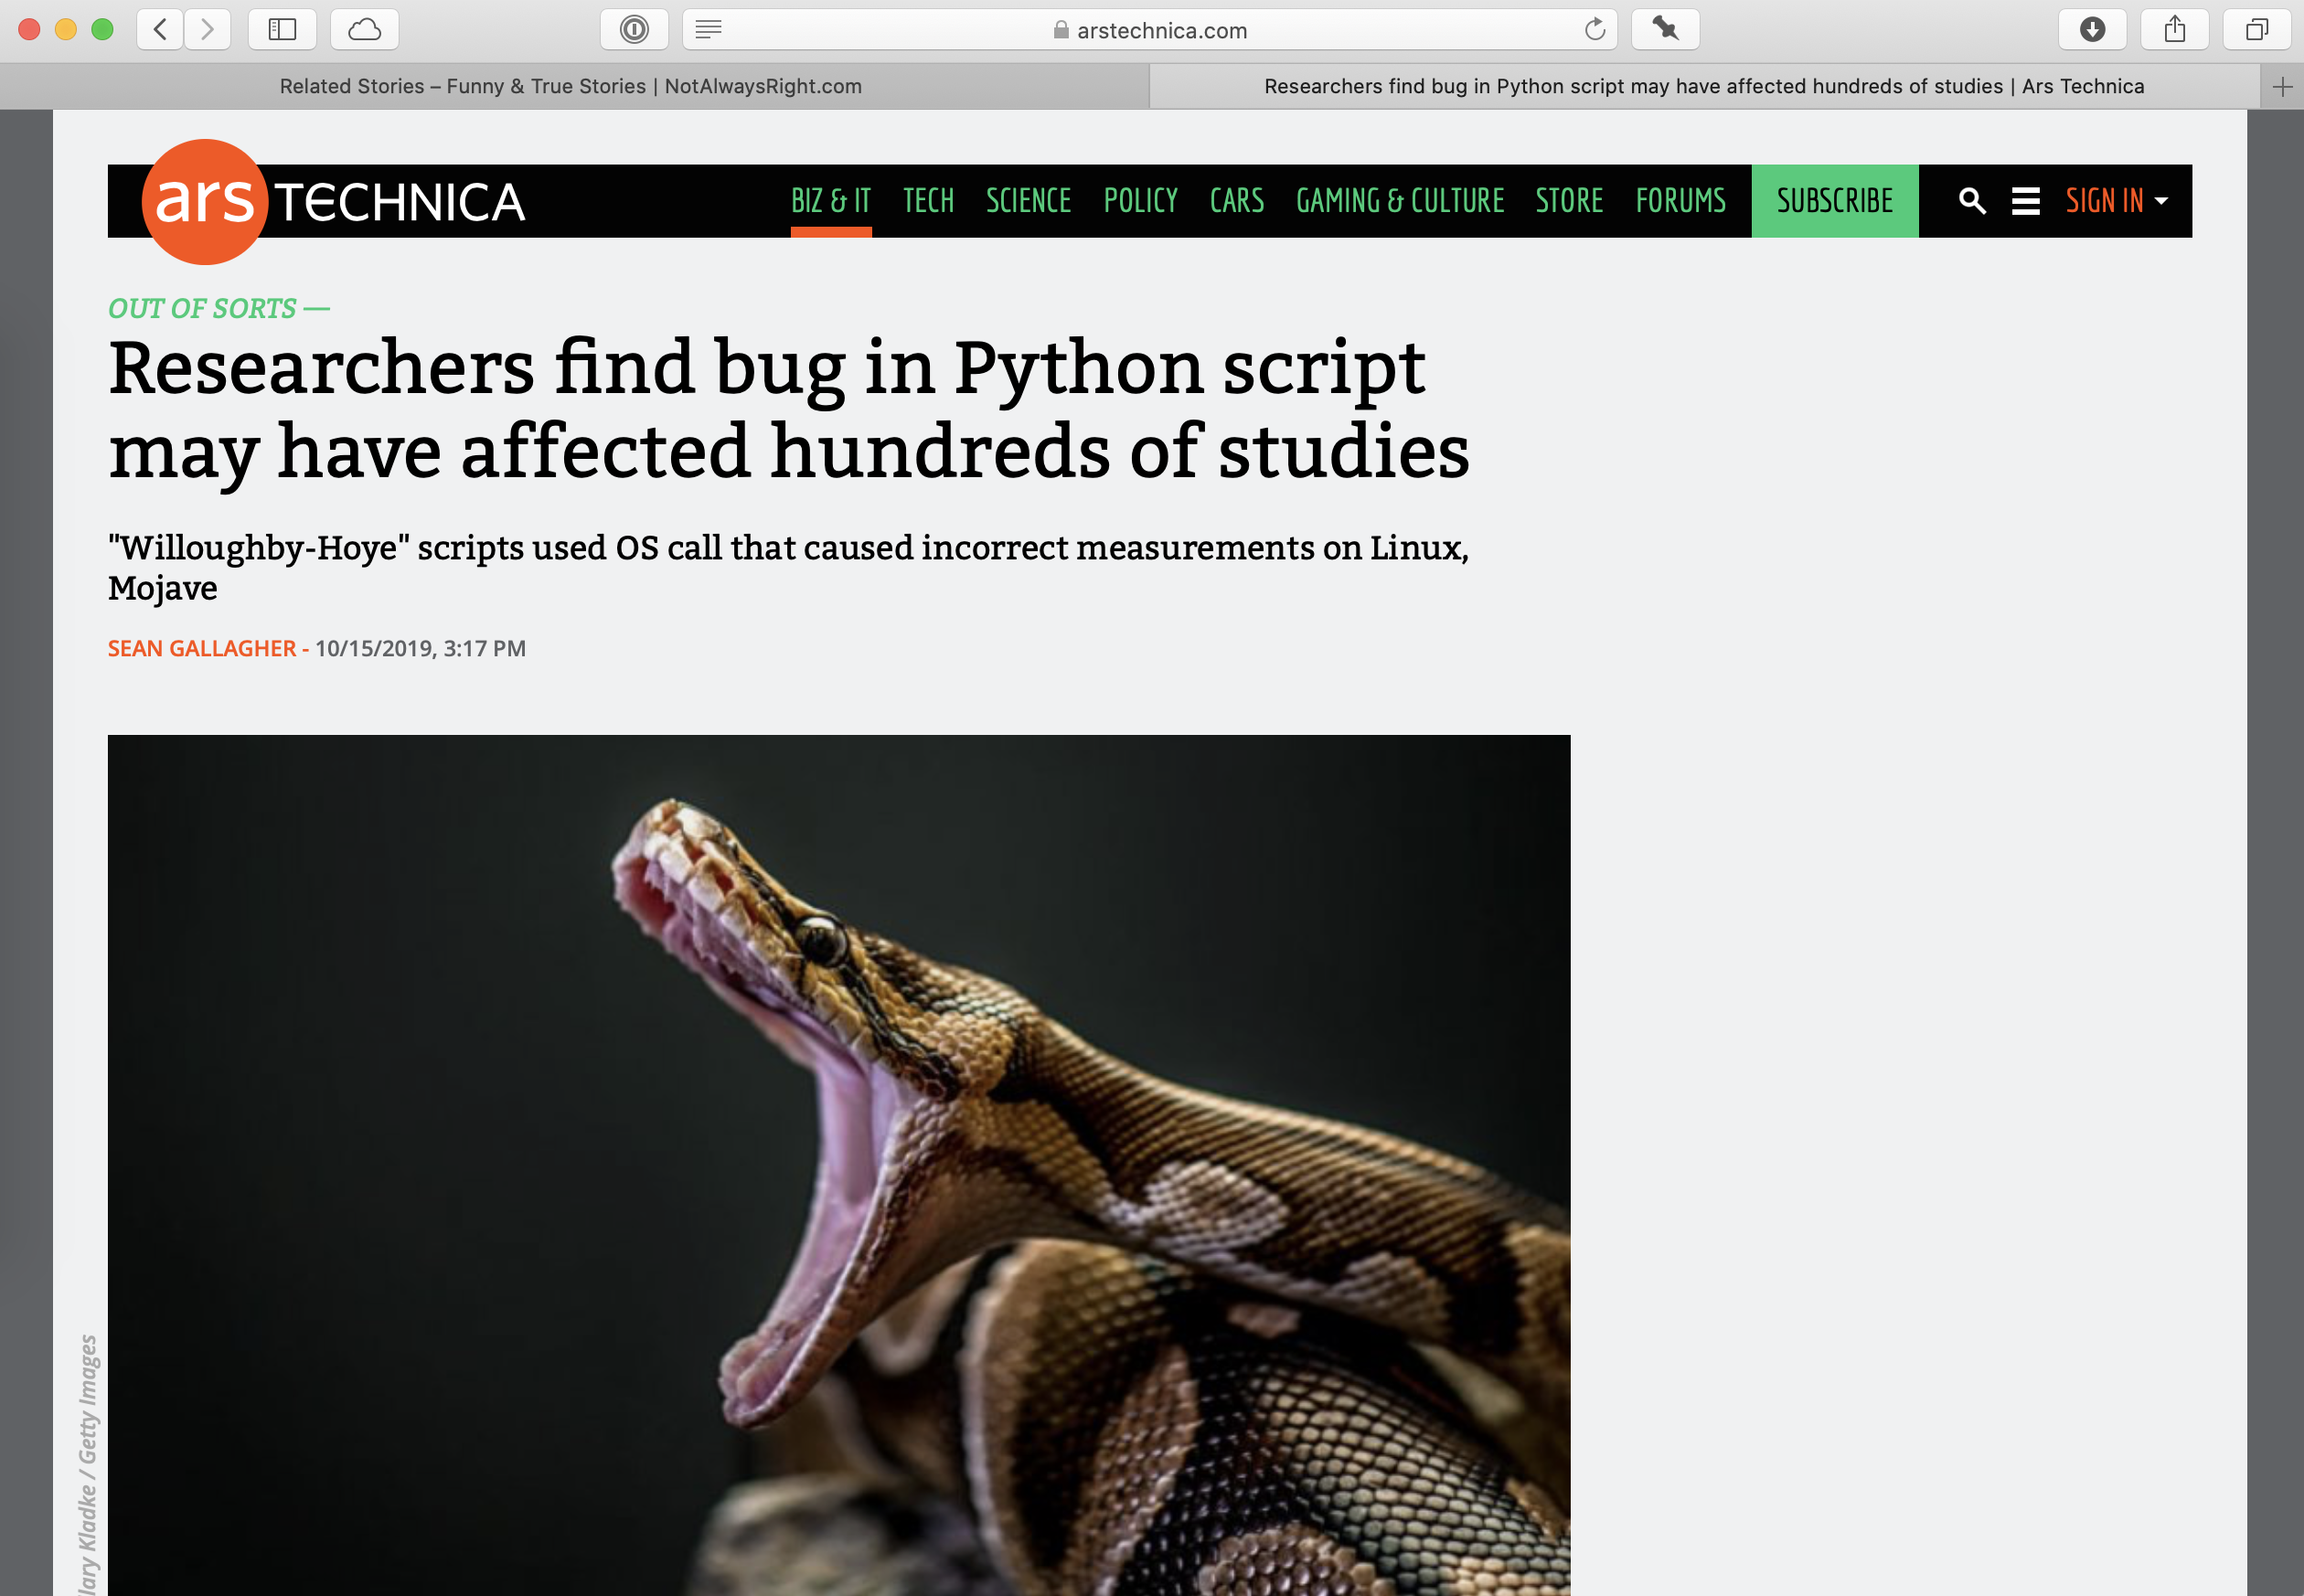 arstechnica.com
Related Stories – Funny & True Stories | NotAlwaysRight.com
Researchers find bug in Python script may have affected hundreds of studies | Ars Technica
ars TECHNICA
BIZ & IT TECH SCIENCE POLICY CARS GAMING & CULTURE STORE FORUMS SUBSCRIBE SIGN IN
OUT OF SORTS —
Researchers find bug in Python script
may have affected hundreds of studies
"Willoughby-Hoye" scripts used OS call that caused incorrect measurements on Linux,
Mojave
SEAN GALLAGHER - 10/15/2019, 3:17 PM
Kladke / Getty Images